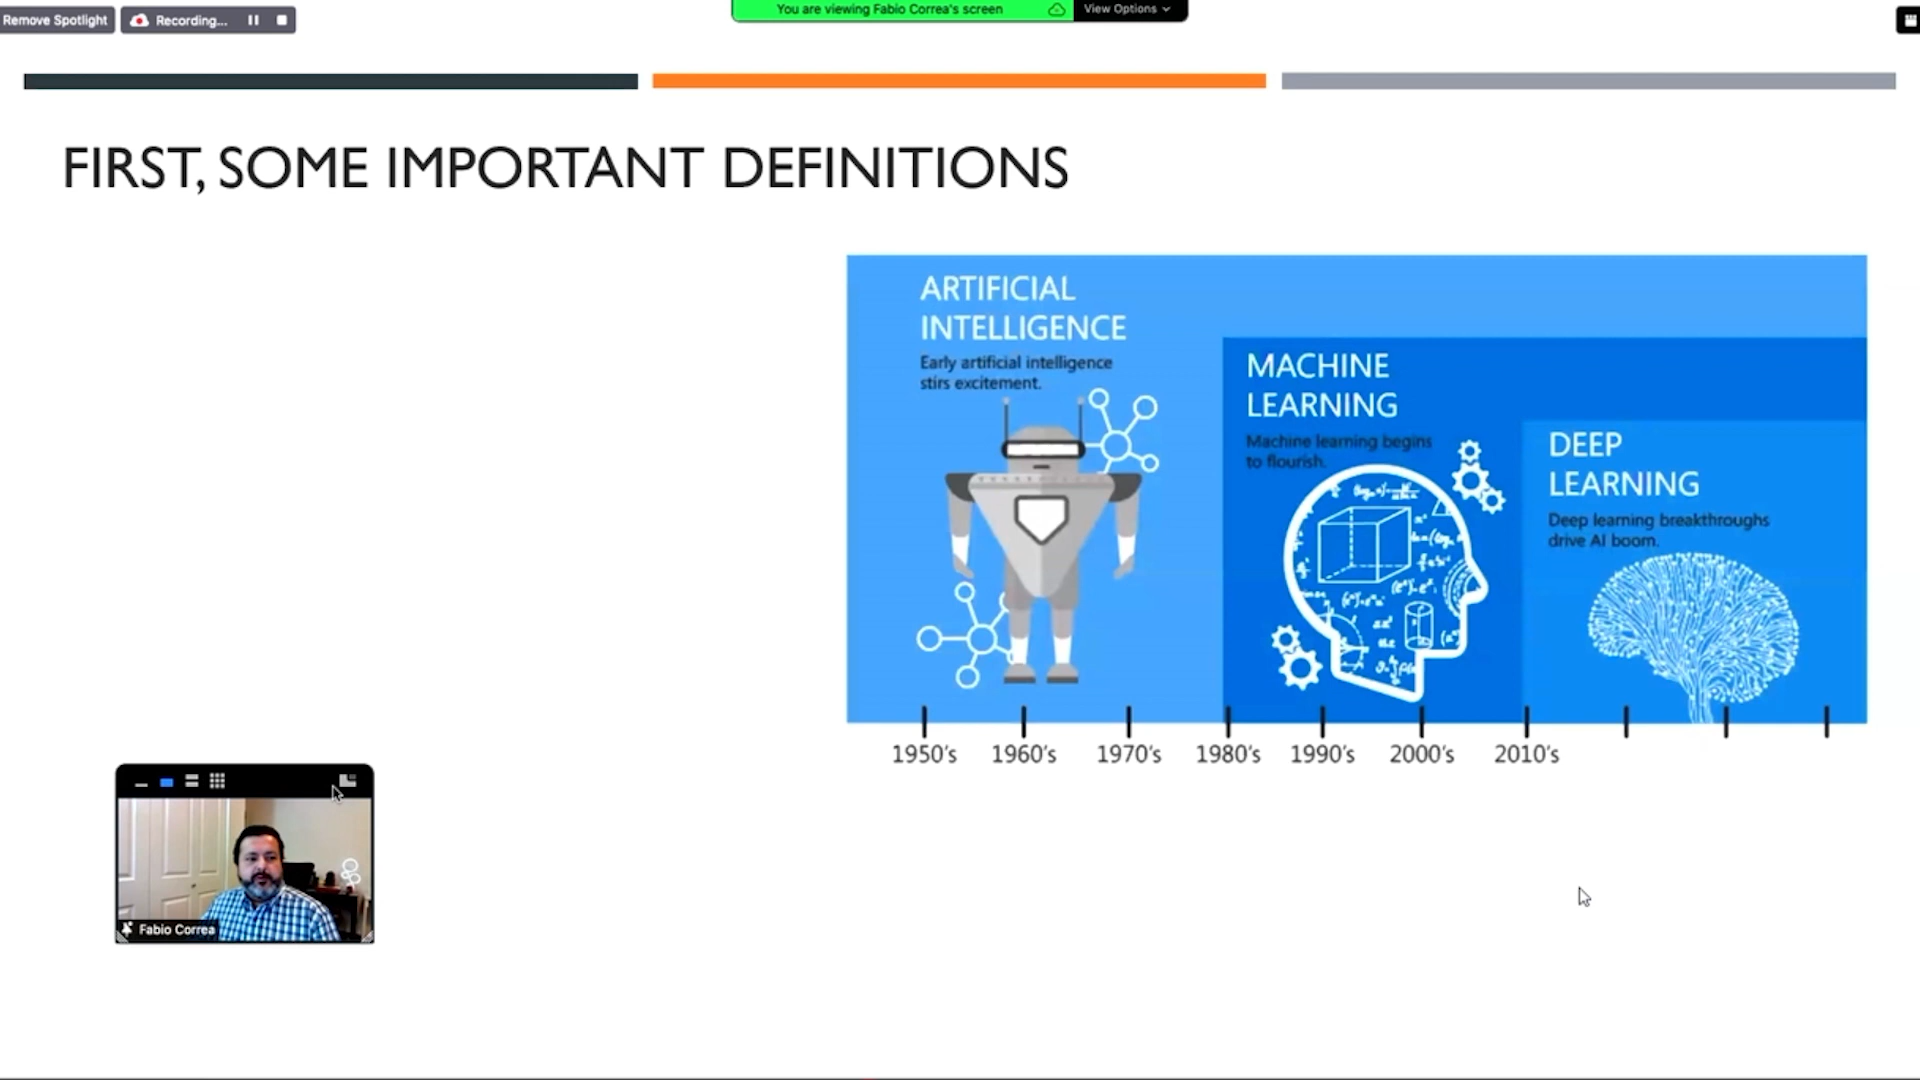 Remove Spotlight
Recording...
You are viewing Fabio Correa's screen
View Options
FIRST, SOME IMPORTANT DEFINITIONS
ARTIFICIAL
INTELLIGENCE
Early artificial intelligence
stirs excitement.
MACHINE
LEARNING
Machine learning begins
to flourish.
DEEP
LEARNING
Deep learning breakthroughs
drive AI boom.
1950's 1960's 1970's 1980's 1990's 2000's 2010's
Fabio Correa